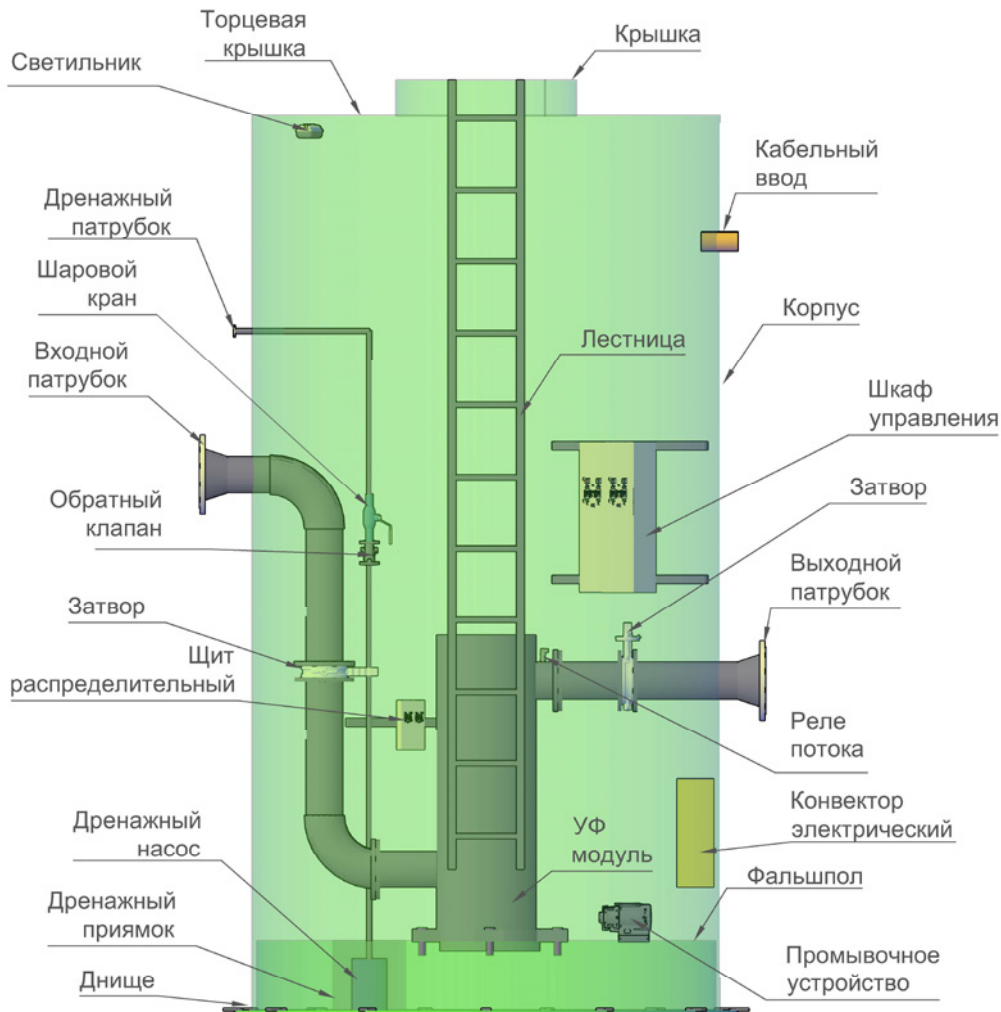 Торцевая
крышка
Крышка
Светильник
Кабельный
ввод
Дренажный
патрубок
Шаровой
кран
Корпус
Входной
патрубок
Лестница
Шкаф
управления
Обратный
клапан
Затвор
Выходной
патрубок
Затвор
Щит
распределительный
Реле
потока
Дренажный
насос
УФ
модуль
Конвектор
электрический
Дренажный
приямок
Фальшпол
Днище
Промывочное
устройство